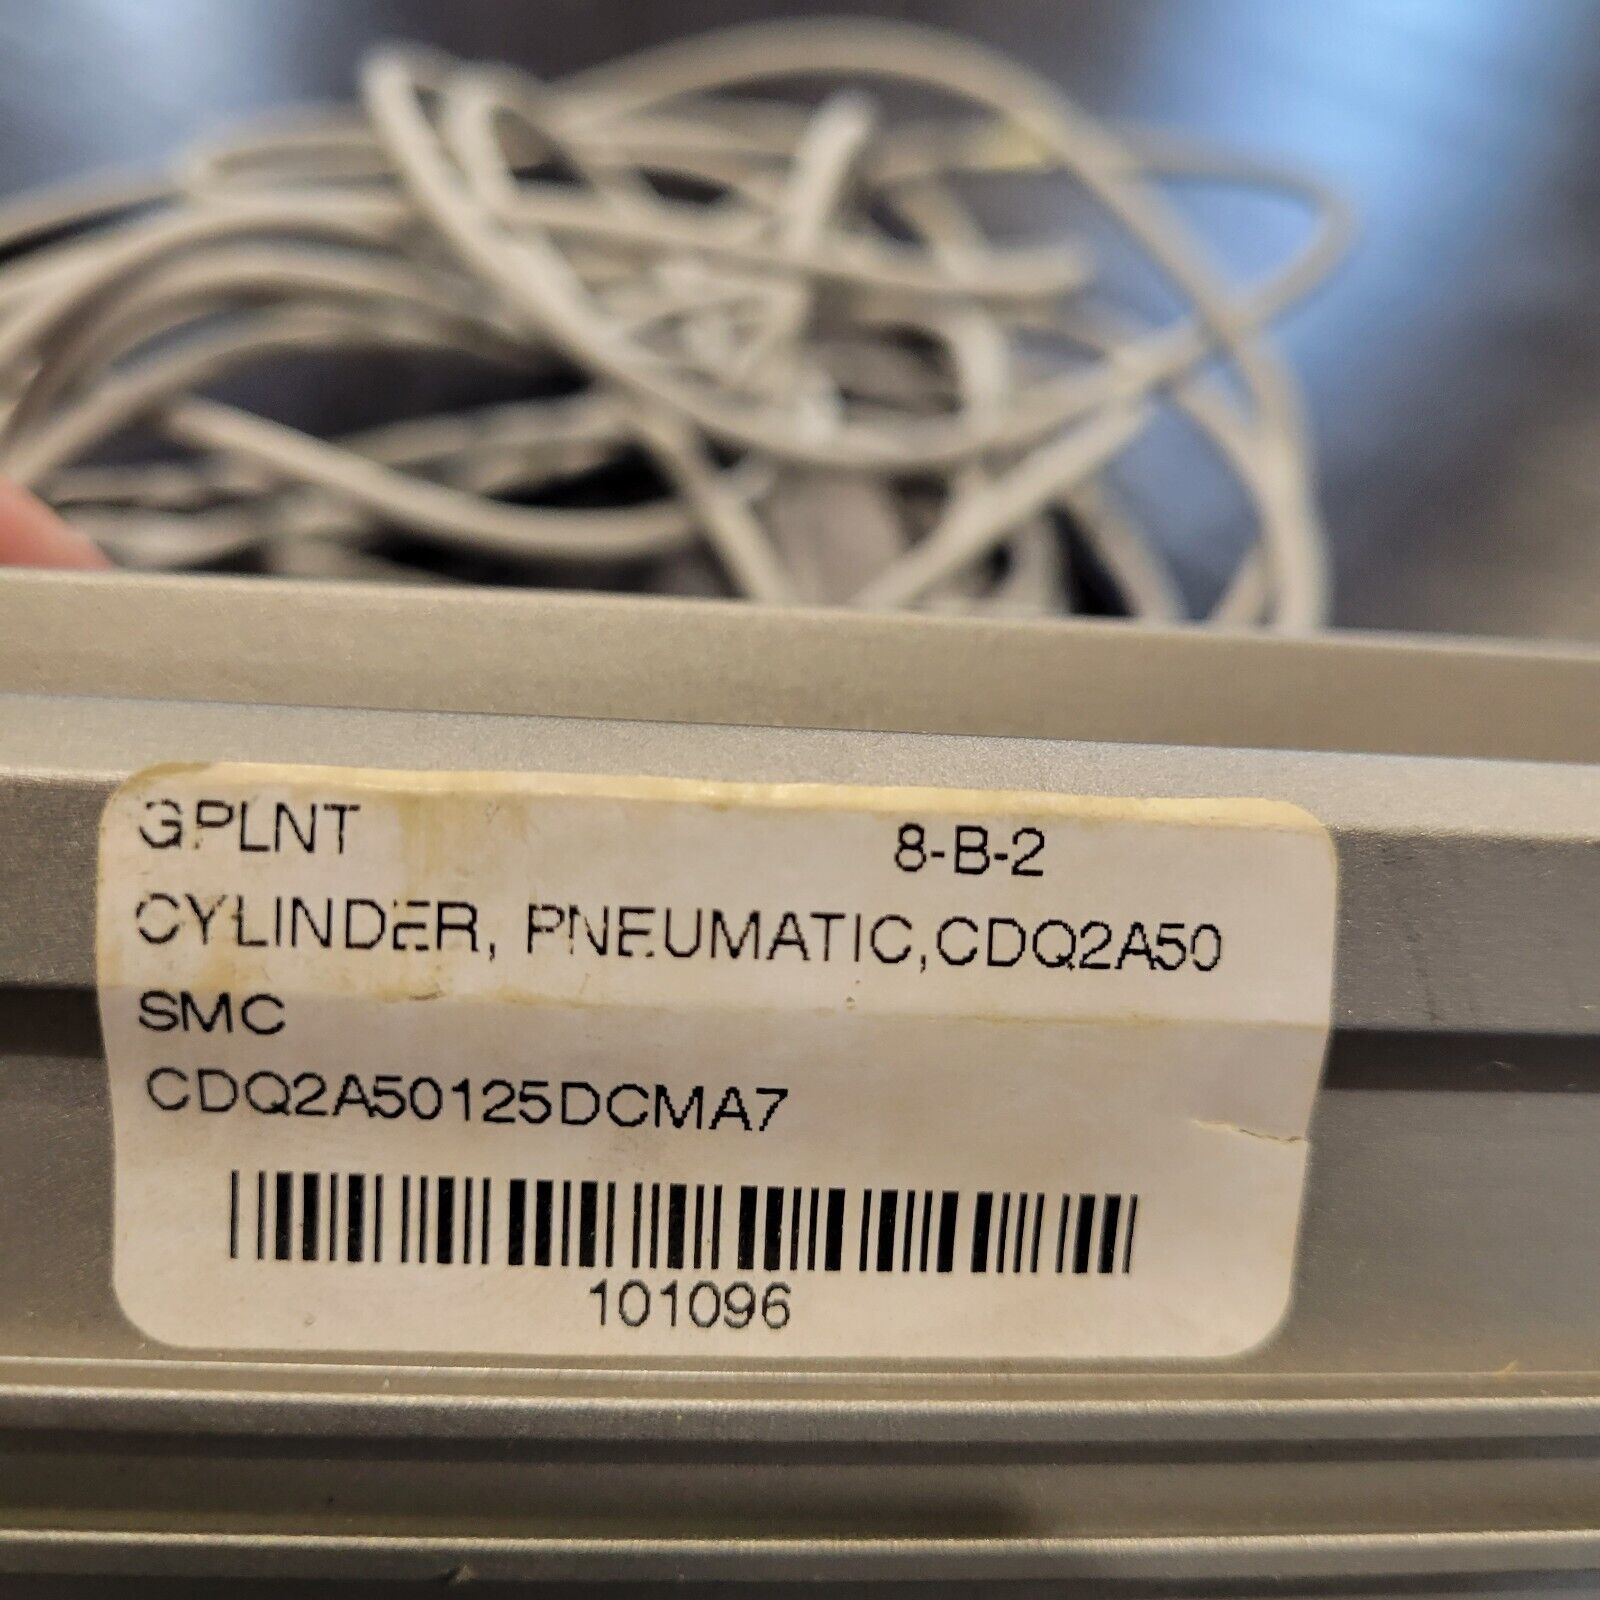 GPLNT 8-B-2
CYLINDER, PNEUMATIC,CDQ2A50
SMC
CDQ2A50125DCMA7
101096